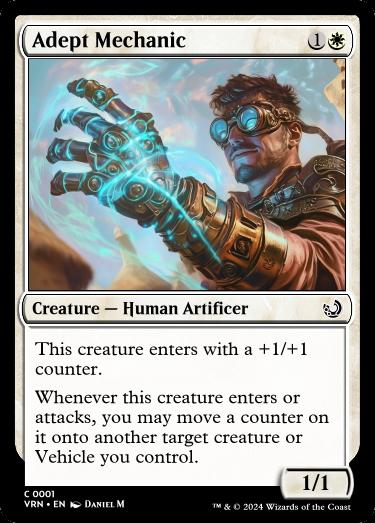 Adept Mechanic 1
Creature — Human Artificer
This creature enters with a +1/+1
counter.
Whenever this creature enters or
attacks, you may move a counter on
it onto another target creature or
Vehicle you control.
1/1
C 0001
VRN • EN Daniel M
™ & © 2024 Wizards of the Coast